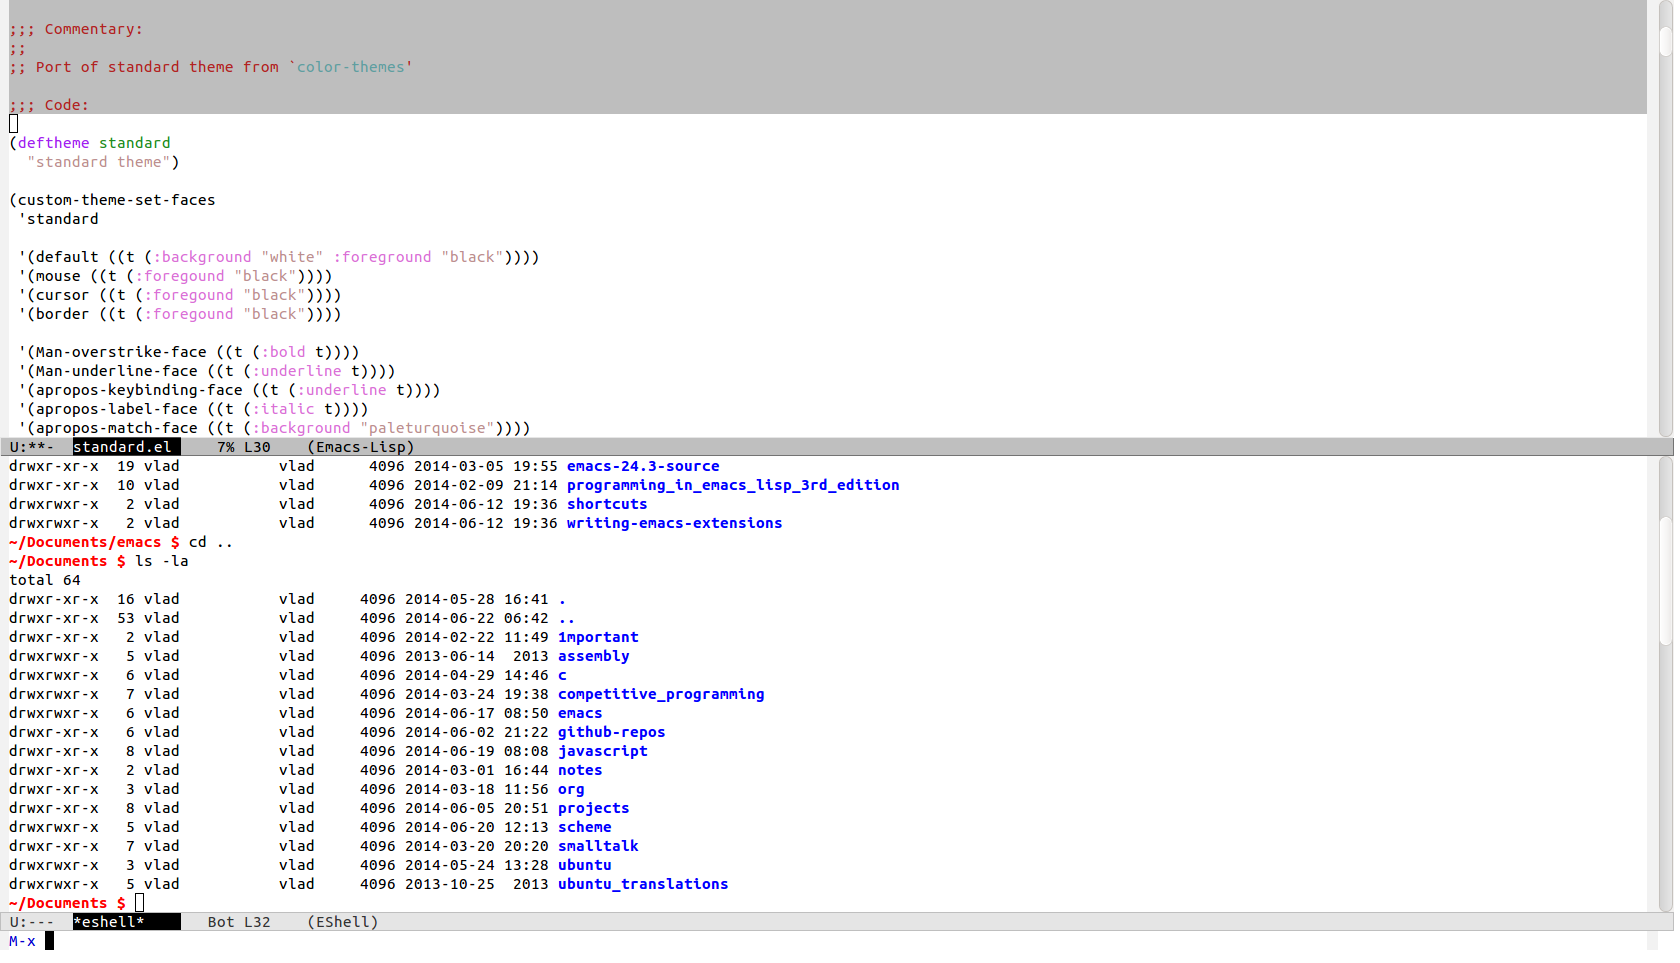 ;;; Commentary:
;;
;; Port of standard theme from `color-themes'
;;; Code:
(deftheme standard
  "standard theme")
(custom-theme-set-faces
 'standard
 '(default ((t (:background "white" :foreground "black"))))
 '(mouse ((t (:foregound "black"))))
 '(cursor ((t (:foregound "black"))))
 '(border ((t (:foregound "black"))))
 '(Man-overstrike-face ((t (:bold t))))
 '(Man-underline-face ((t (:underline t))))
 '(apropos-keybinding-face ((t (:underline t))))
 '(apropos-label-face ((t (:italic t))))
 '(apropos-match-face ((t (:background "paleturquoise"))))
U:**-  standard.el     7% L30    (Emacs-Lisp)
drwxr-xr-x  19 vlad           vlad      4096 2014-03-05 19:55 emacs-24.3-source
drwxrwxr-x  10 vlad           vlad      4096 2014-02-09 21:14 programming_in_emacs_lisp_3rd_edition
drwxrwxr-x   2 vlad           vlad      4096 2014-06-12 19:36 shortcuts
drwxrwxr-x   2 vlad           vlad      4096 2014-06-12 19:36 writing-emacs-extensions
~/Documents/emacs $ cd ..
~/Documents $ ls -la
total 64
drwxr-xr-x  16 vlad           vlad     4096 2014-05-28 16:41 .
drwxr-xr-x  53 vlad           vlad     4096 2014-06-22 06:42 ..
drwxr-xr-x   2 vlad           vlad     4096 2014-02-22 11:49 1mportant
drwxrwxr-x   5 vlad           vlad     4096 2013-06-14  2013 assembly
drwxrwxr-x   6 vlad           vlad     4096 2014-04-29 14:46 c
drwxr-xr-x   7 vlad           vlad     4096 2014-03-24 19:38 competitive_programming
drwxrwxr-x   6 vlad           vlad     4096 2014-06-17 08:50 emacs
drwxr-xr-x   6 vlad           vlad     4096 2014-06-02 21:22 github-repos
drwxr-xr-x   8 vlad           vlad     4096 2014-06-19 08:08 javascript
drwxr-xr-x   2 vlad           vlad     4096 2014-03-01 16:44 notes
drwxr-xr-x   3 vlad           vlad     4096 2014-03-18 11:56 org
drwxr-xr-x   8 vlad           vlad     4096 2014-06-05 20:51 projects
drwxrwxr-x   5 vlad           vlad     4096 2014-06-20 12:13 scheme
drwxrwxr-x   7 vlad           vlad     4096 2014-03-20 20:20 smalltalk
drwxrwxr-x   3 vlad           vlad     4096 2014-05-24 13:28 ubuntu
drwxrwxr-x   5 vlad           vlad     4096 2013-10-25  2013 ubuntu_translations
~/Documents $
U:---  *eshell*       Bot L32    (EShell)
M-x